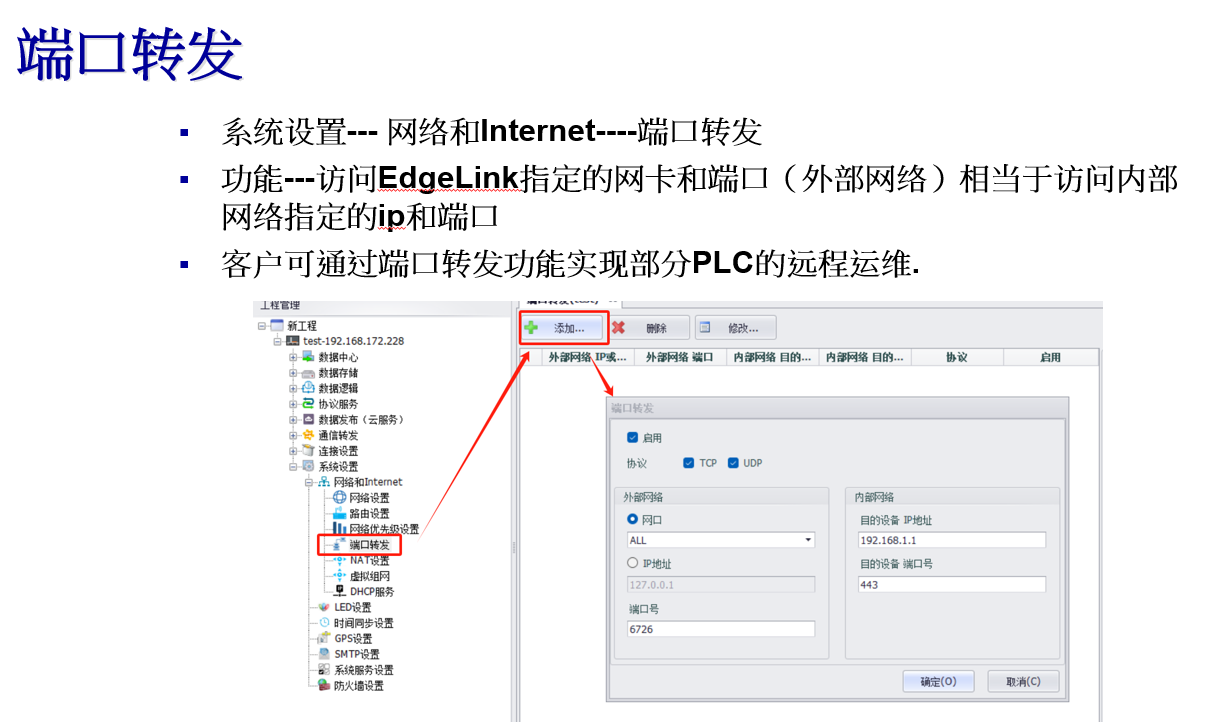 端口转发
系统设置--- 网络和Internet----端口转发
功能---访问EdgeLink指定的网卡和端口（外部网络）相当于访问内部
网络指定的ip和端口
客户可通过端口转发功能实现部分PLC的远程运维.
工程管理
新工程
test-192.168.172.228
数据中心
数据存储
数据逻辑
协议服务
数据发布（云服务）
通信转发
连接设置
系统设置
网络和Internet
网络设置
路由设置
网络优先级设置
端口转发
NAT设置
虚拟组网
DHCP服务
LED设置
时间同步设置
GPS设置
SMTP设置
系统服务设置
防火墙设置
添加... 删除 修改...
外部网络 IP或... 外部网络 端口 内部网络 目的... 内部网络 目的... 协议 启用
端口转发
启用
协议 TCP UDP
外部网络
网口
ALL
IP地址
127.0.0.1
端口号
6726
内部网络
目的设备 IP地址
192.168.1.1
目的设备 端口号
443
确定(O) 取消(C)